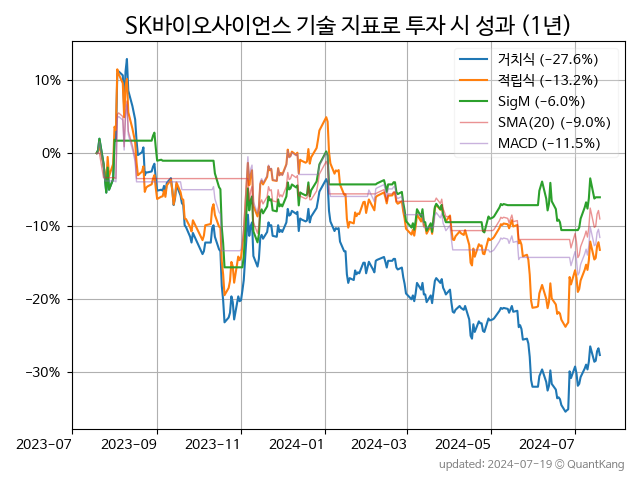 SK바이오사이언스 기술 지표로 투자 시 성과 (1년)
거치식 (−27.6%)
적립식 (−13.2%)
SigM (−6.0%)
SMA(20) (−9.0%)
MACD (−11.5%)
10%
0%
−10%
−20%
−30%
2023-07
2023-09
2023-11
2024-01
2024-03
2024-05
2024-07
updated: 2024-07-19 © QuantKang